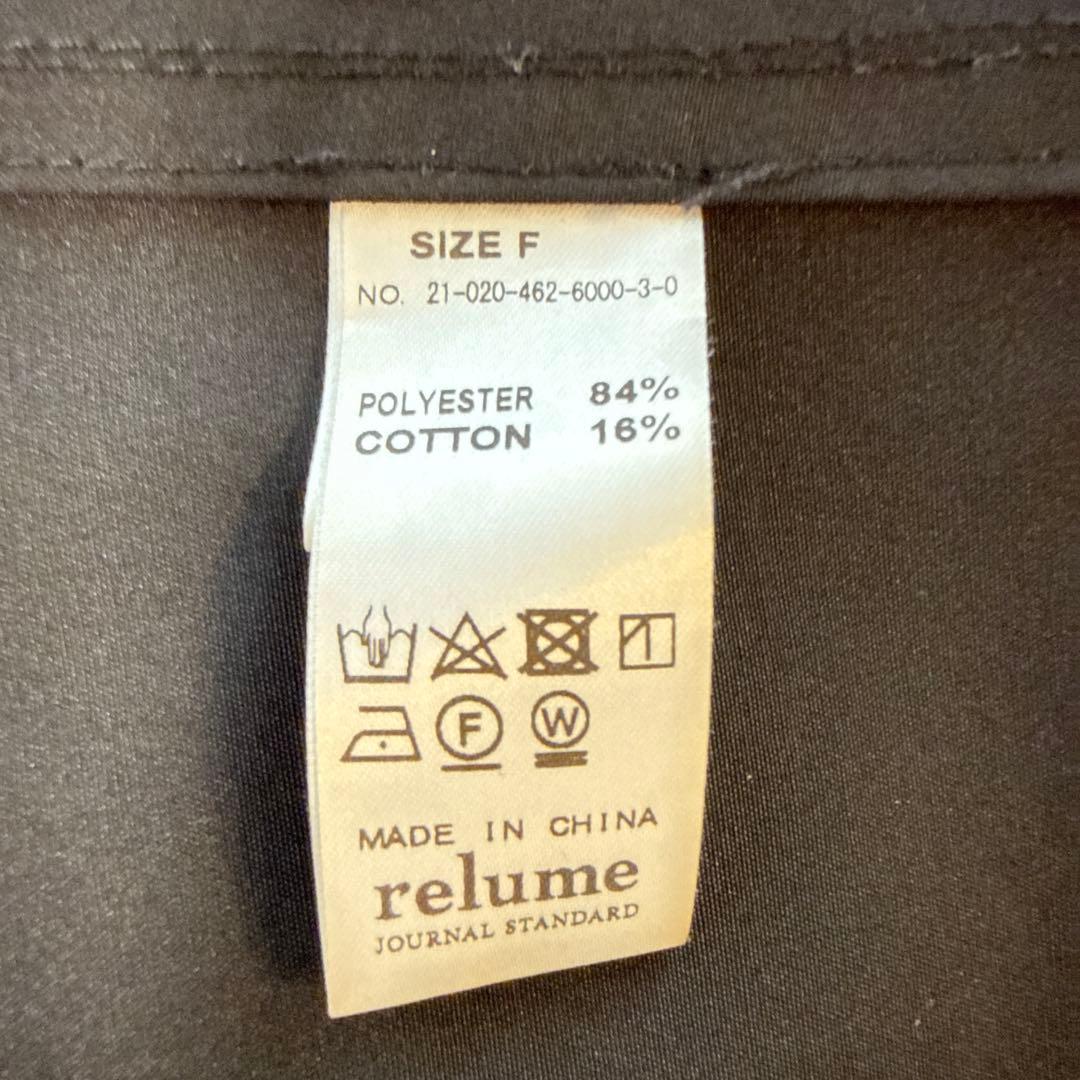 SIZE F
NO. 21-020-462-6000-3-0
POLYESTER 84%
COTTON 16%
F W
MADE IN CHINA
relume
JOURNAL STANDARD